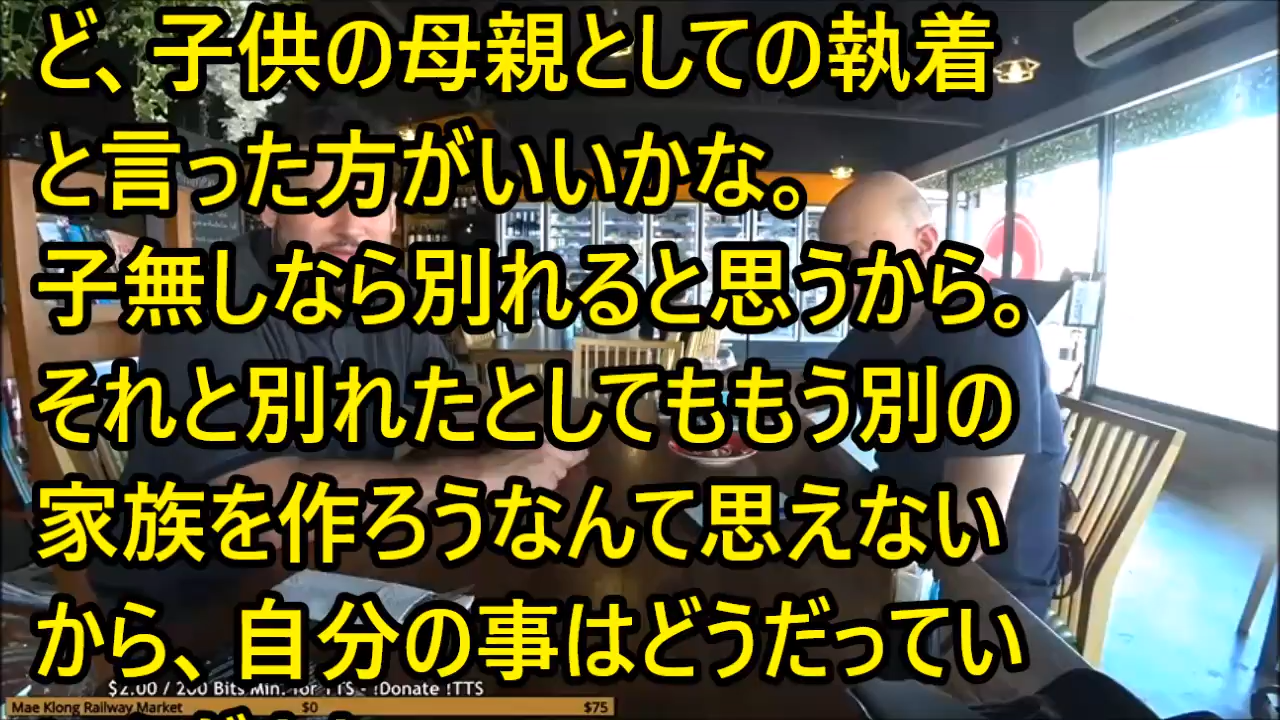 ど、子供の母親としての執着
と言った方がいいかな。
子無しなら別れると思うから。
それと別れたとしてももう別の
家族を作ろうなんて思えない
から、自分の事はどうだってい
$2.00 / 200 Bits Min. for TTS - !Donate !TTS
Mae Klong Railway Market $0 $75